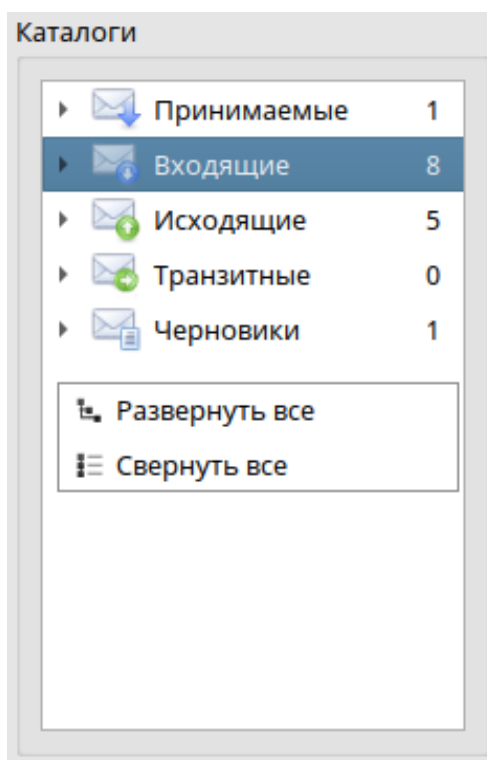 Каталоги
Принимаемые 1
Входящие 8
Исходящие 5
Транзитные 0
Черновики 1
Развернуть все
Свернуть все